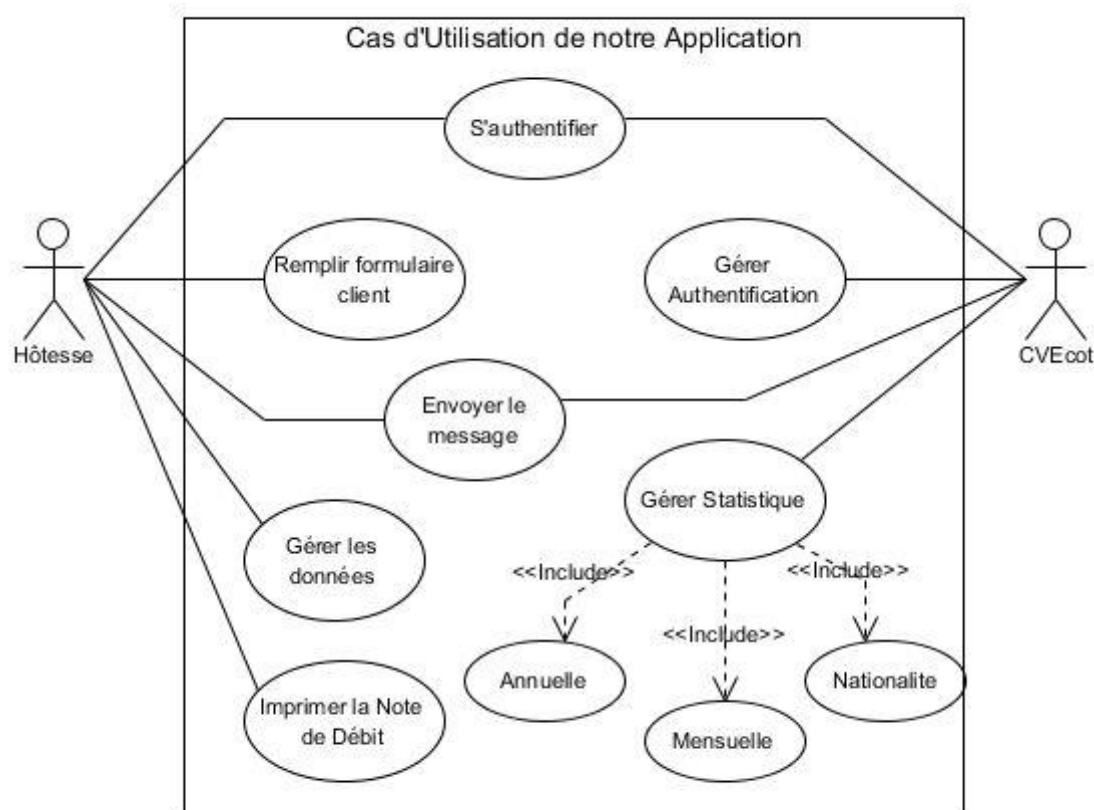 Cas d'Utilisation de notre Application
S'authentifier
Remplir formulaire
client
Gérer
Authentification
Hôtesse
CVEcot
Envoyer le
message
Gérer Statistique
Gérer les
données
<<Include>>
<<Include>>
<<Include>>
Annuelle
Nationalite
Imprimer la Note
de Débit
Mensuelle